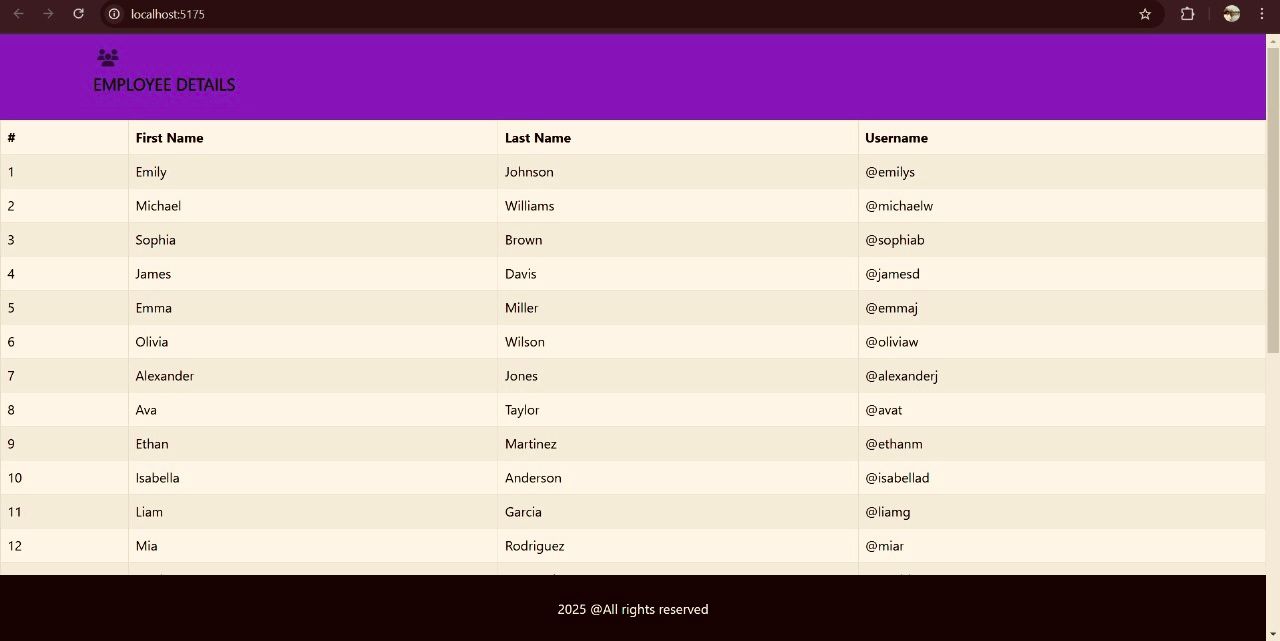 localhost:5175
EMPLOYEE DETAILS
# First Name Last Name Username
1 Emily Johnson @emilys
2 Michael Williams @michaelw
3 Sophia Brown @sophiab
4 James Davis @jamesd
5 Emma Miller @emmaj
6 Olivia Wilson @oliviaw
7 Alexander Jones @alexanderj
8 Ava Taylor @avat
9 Ethan Martinez @ethanm
10 Isabella Anderson @isabellad
11 Liam Garcia @liamg
12 Mia Rodriguez @miar
2025 @All rights reserved